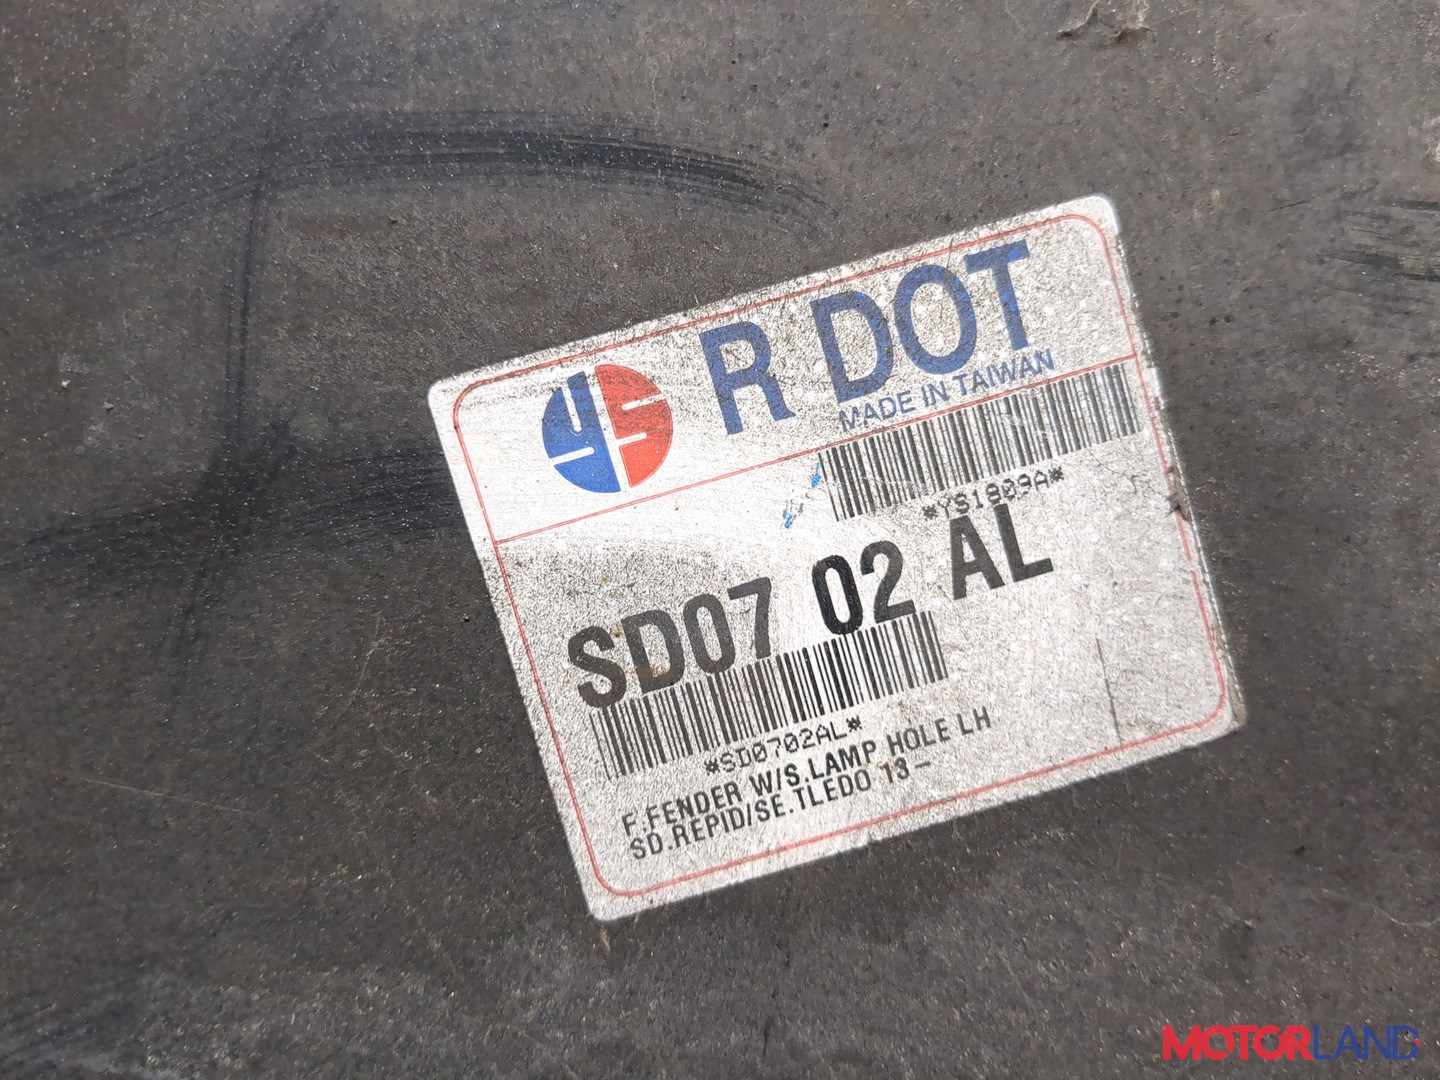 YS R DOT
MADE IN TAIWAN
*YS1809A*
SD07 02 AL
*SD0702AL*
F.FENDER W/S.LAMP HOLE LH
SD.REPID/SE.TLEDO 13-
MOTORLAND